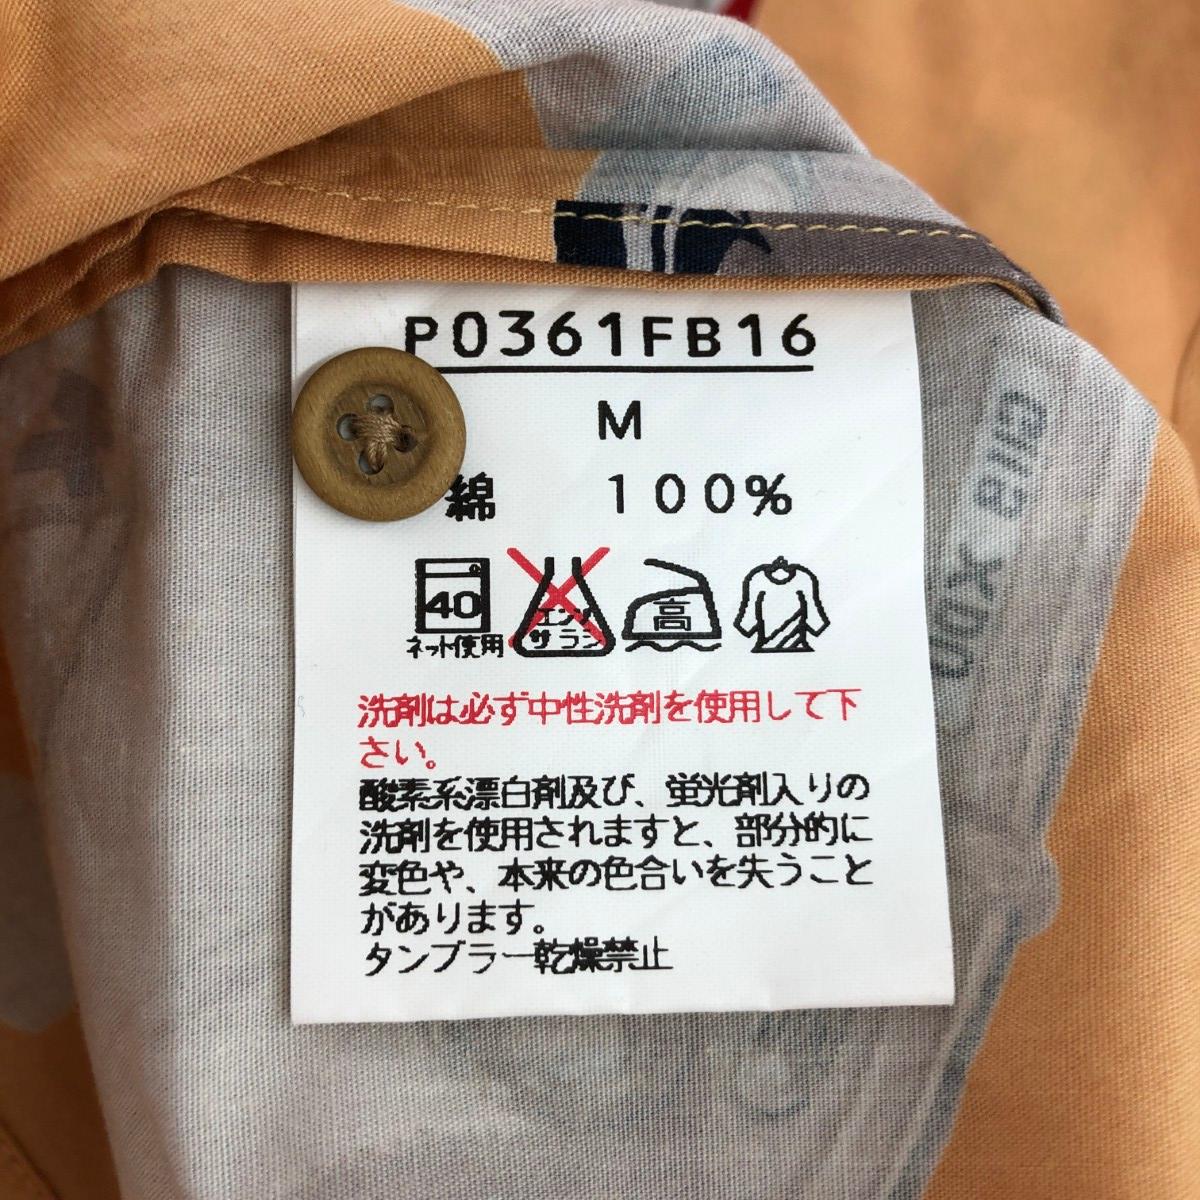 P0361FB16
M
綿 100%
40
ネット使用
エンソ
サラシ
高
洗剤は必ず中性洗剤を使用して下
さい。
酸素系漂白剤及び、蛍光剤入りの
洗剤を使用されますと、部分的に
変色や、本来の色合いを失うこと
があります。
タンブラー乾燥禁止